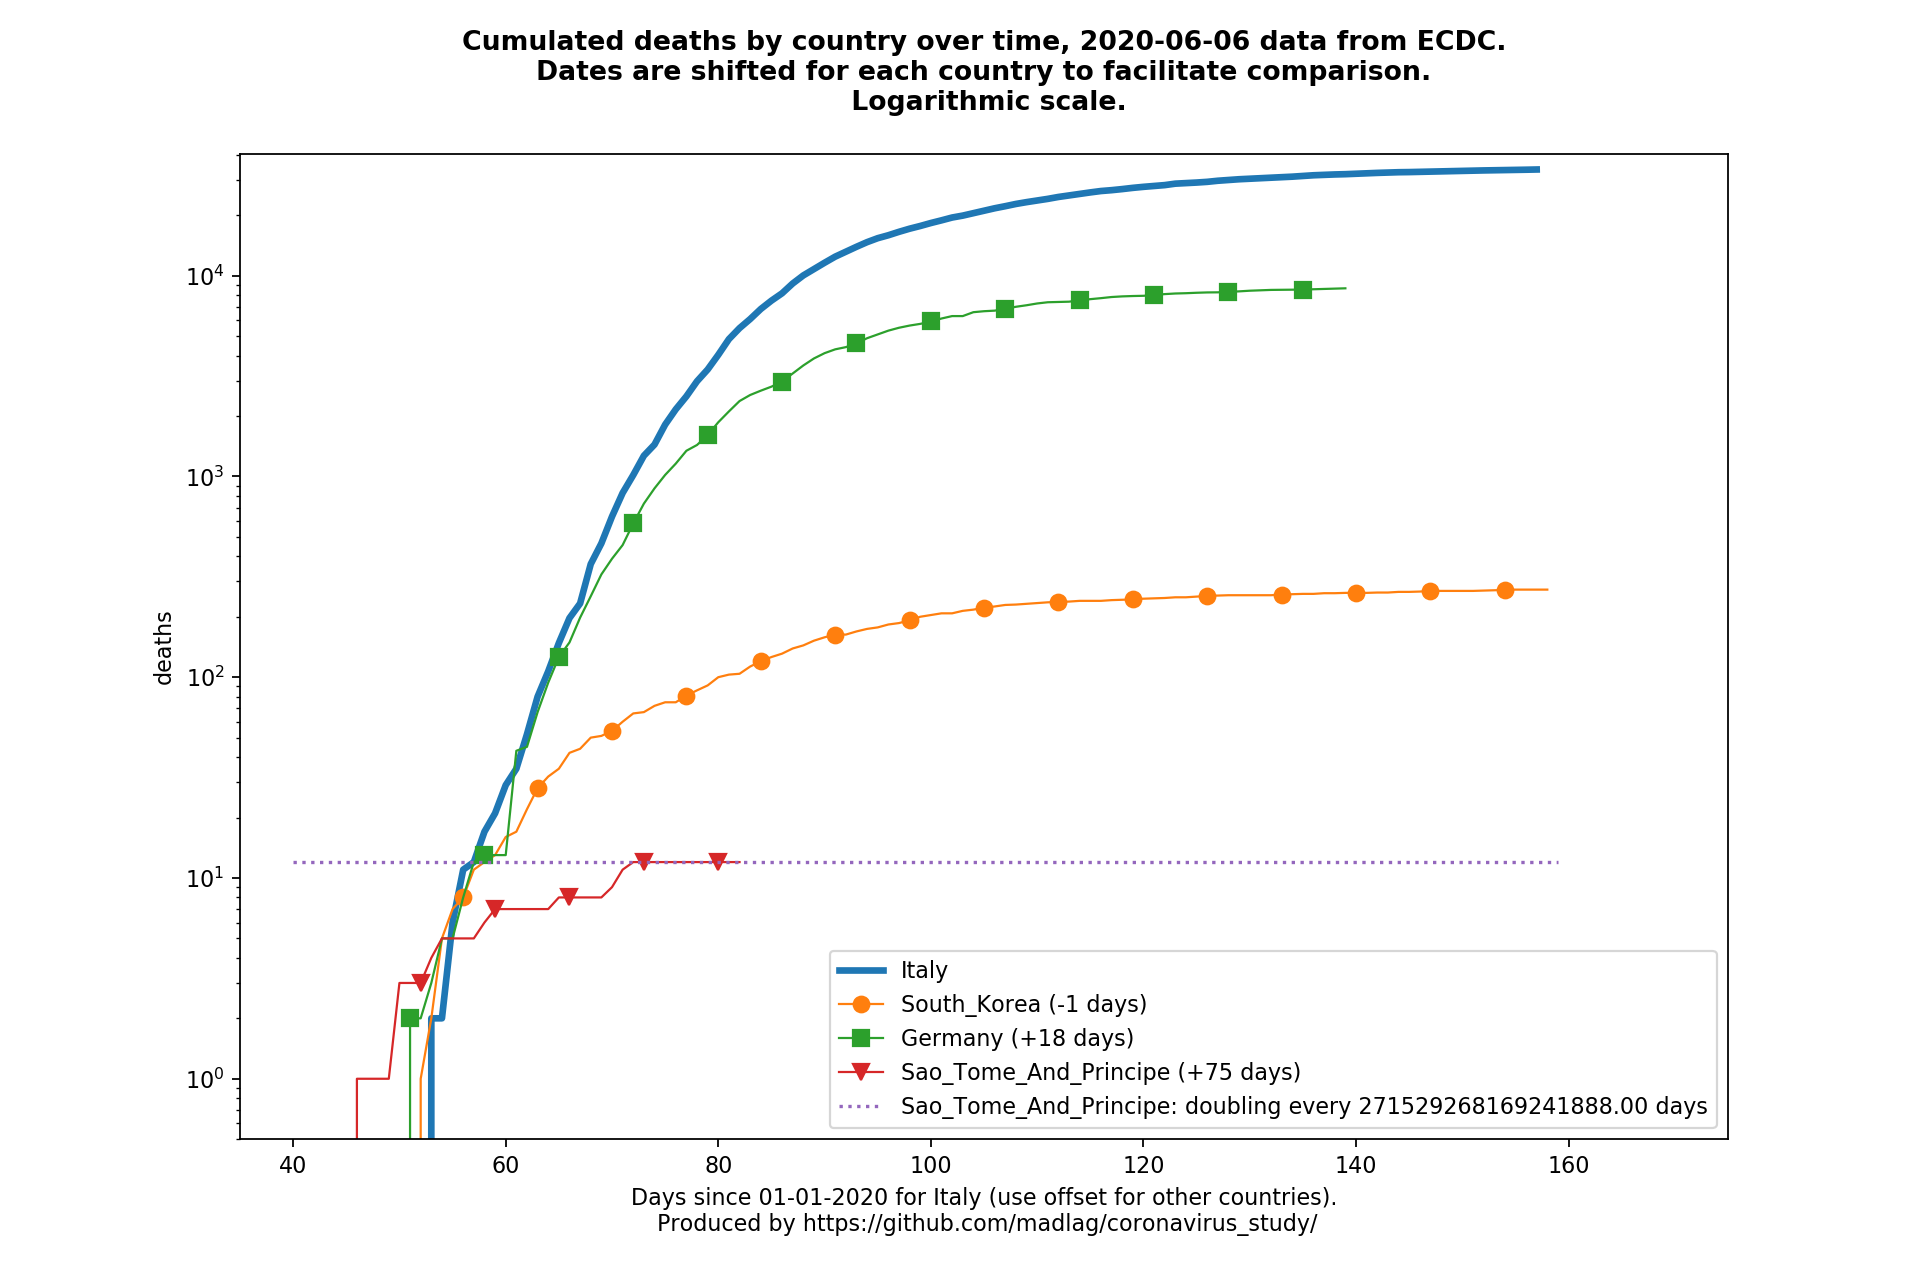 Cumulated deaths by country over time, 2020-06-06 data from ECDC.
Dates are shifted for each country to facilitate comparison.
Logarithmic scale.
10^4
10^3
10^2
10^1
10^0
deaths
Italy
South_Korea (-1 days)
Germany (+18 days)
Sao_Tome_And_Principe (+75 days)
Sao_Tome_And_Principe: doubling every 271529268169241888.00 days
40 60 80 100 120 140 160
Days since 01-01-2020 for Italy (use offset for other countries).
Produced by https://github.com/madlag/coronavirus_study/